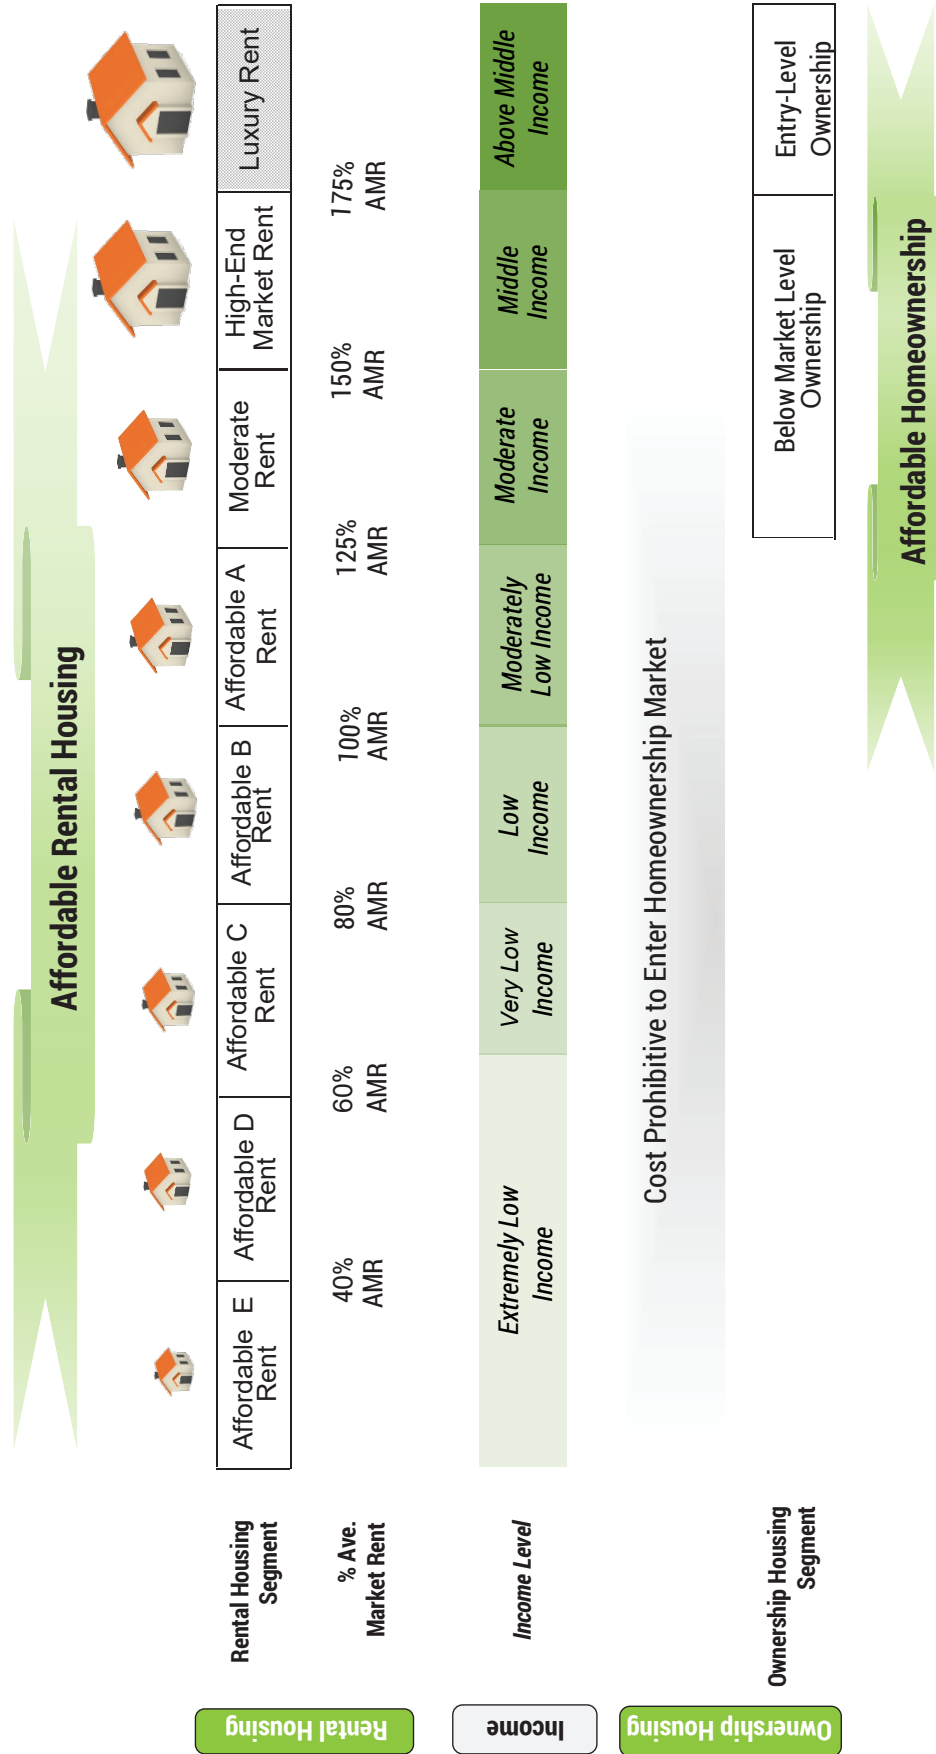 Affordable Rental Housing
Rental Housing
Rental Housing
Segment
Affordable E
Rent
Affordable D
Rent
Affordable C
Rent
Affordable B
Rent
Affordable A
Rent
Moderate
Rent
High-End
Market Rent
Luxury Rent
% Ave.
Market Rent
40%
AMR
60%
AMR
80%
AMR
100%
AMR
125%
AMR
150%
AMR
175%
AMR
Income
Income Level
Extremely Low
Income
Very Low
Income
Low
Income
Moderately
Low Income
Moderate
Income
Middle
Income
Above Middle
Income
Ownership Housing
Cost Prohibitive to Enter Homeownership Market
Ownership Housing
Segment
Below Market Level
Ownership
Entry-Level
Ownership
Affordable Homeownership